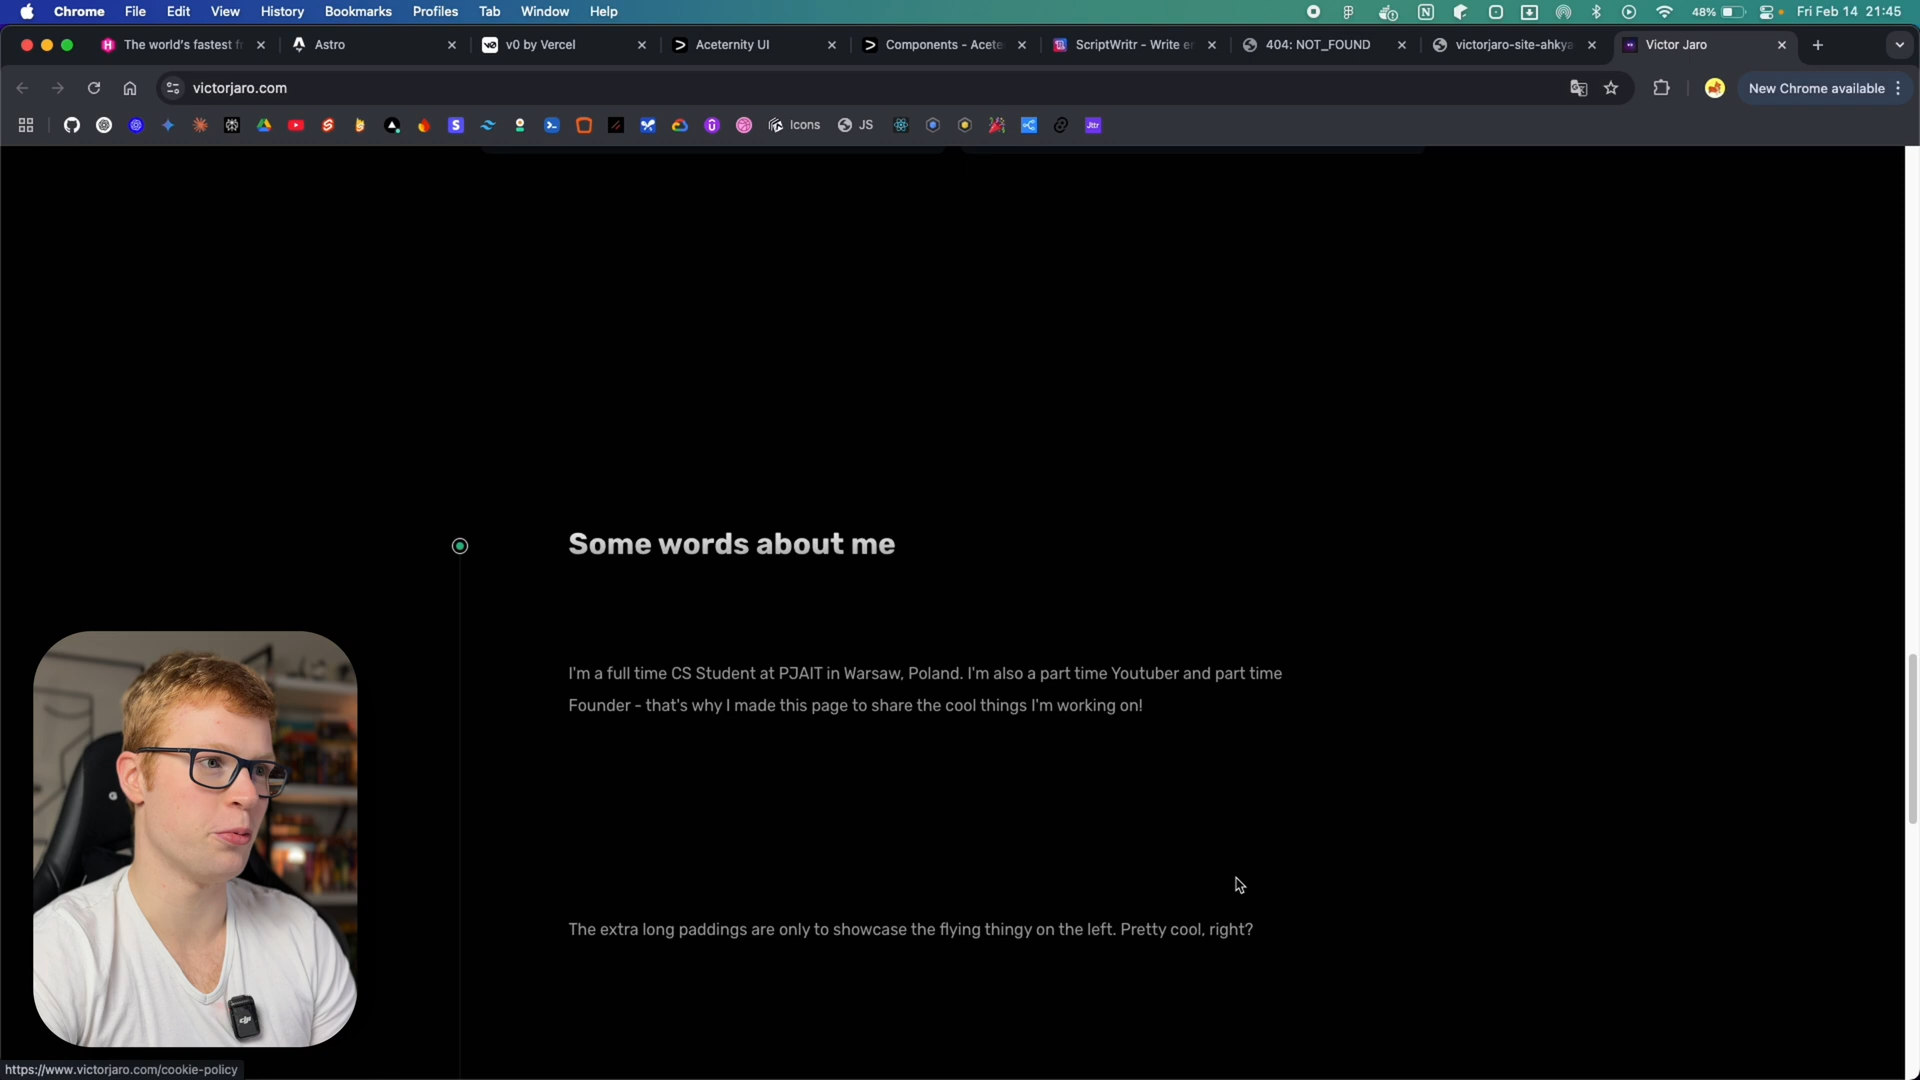 Chrome File Edit View History Bookmarks Profiles Tab Window Help 48% Fri Feb 14 21:45
The world's fastest f Astro v0 by Vercel Aceternity UI Components - Acete ScriptWritr - Write e 404: NOT_FOUND victorjaro-site-ahkya Victor Jaro
victorjaro.com New Chrome available
Icons JS Jttr
Some words about me
I'm a full time CS Student at PJAIT in Warsaw, Poland. I'm also a part time Youtuber and part time
Founder - that's why I made this page to share the cool things I'm working on!
The extra long paddings are only to showcase the flying thingy on the left. Pretty cool, right?
dji
https://www.victorjaro.com/cookie-policy